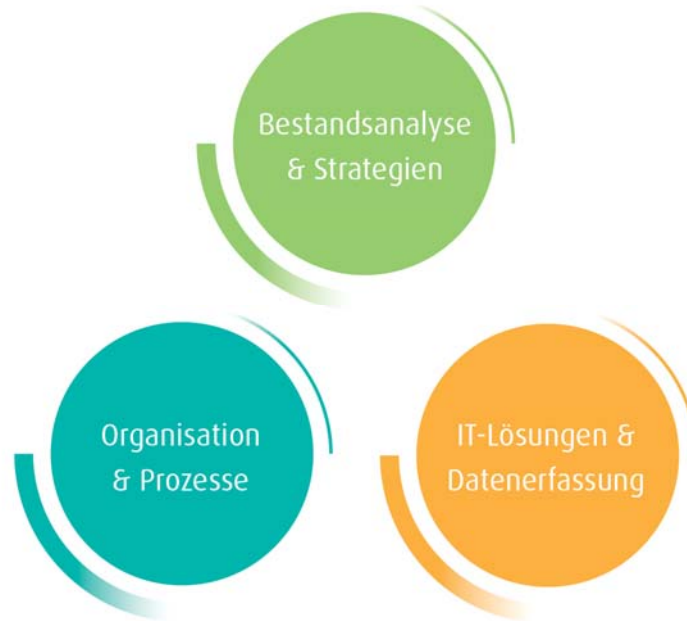 Bestandsanalyse
& Strategien
Organisation
& Prozesse
IT-Lösungen &
Datenerfassung